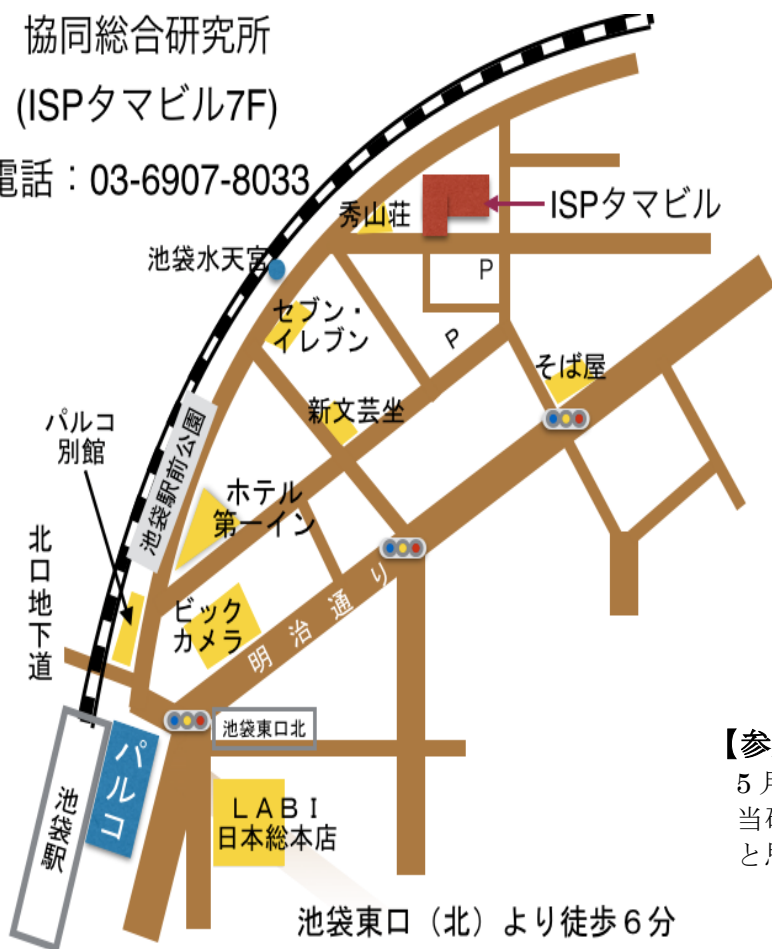 協同総合研究所
(ISPタマビル7F)
電話：03-6907-8033
秀山荘
ISPタマビル
池袋水天宮
P
セブン・
イレブン
P
そば屋
新文芸坐
パルコ
別館
池袋駅前公園
ホテル
第一イン
北口地下道
ビック
カメラ
明治通り
池袋東口北
パルコ
池袋駅
ＬＡＢＩ
日本総本店
【参
5 月
当
と
池袋東口（北）より徒歩６分